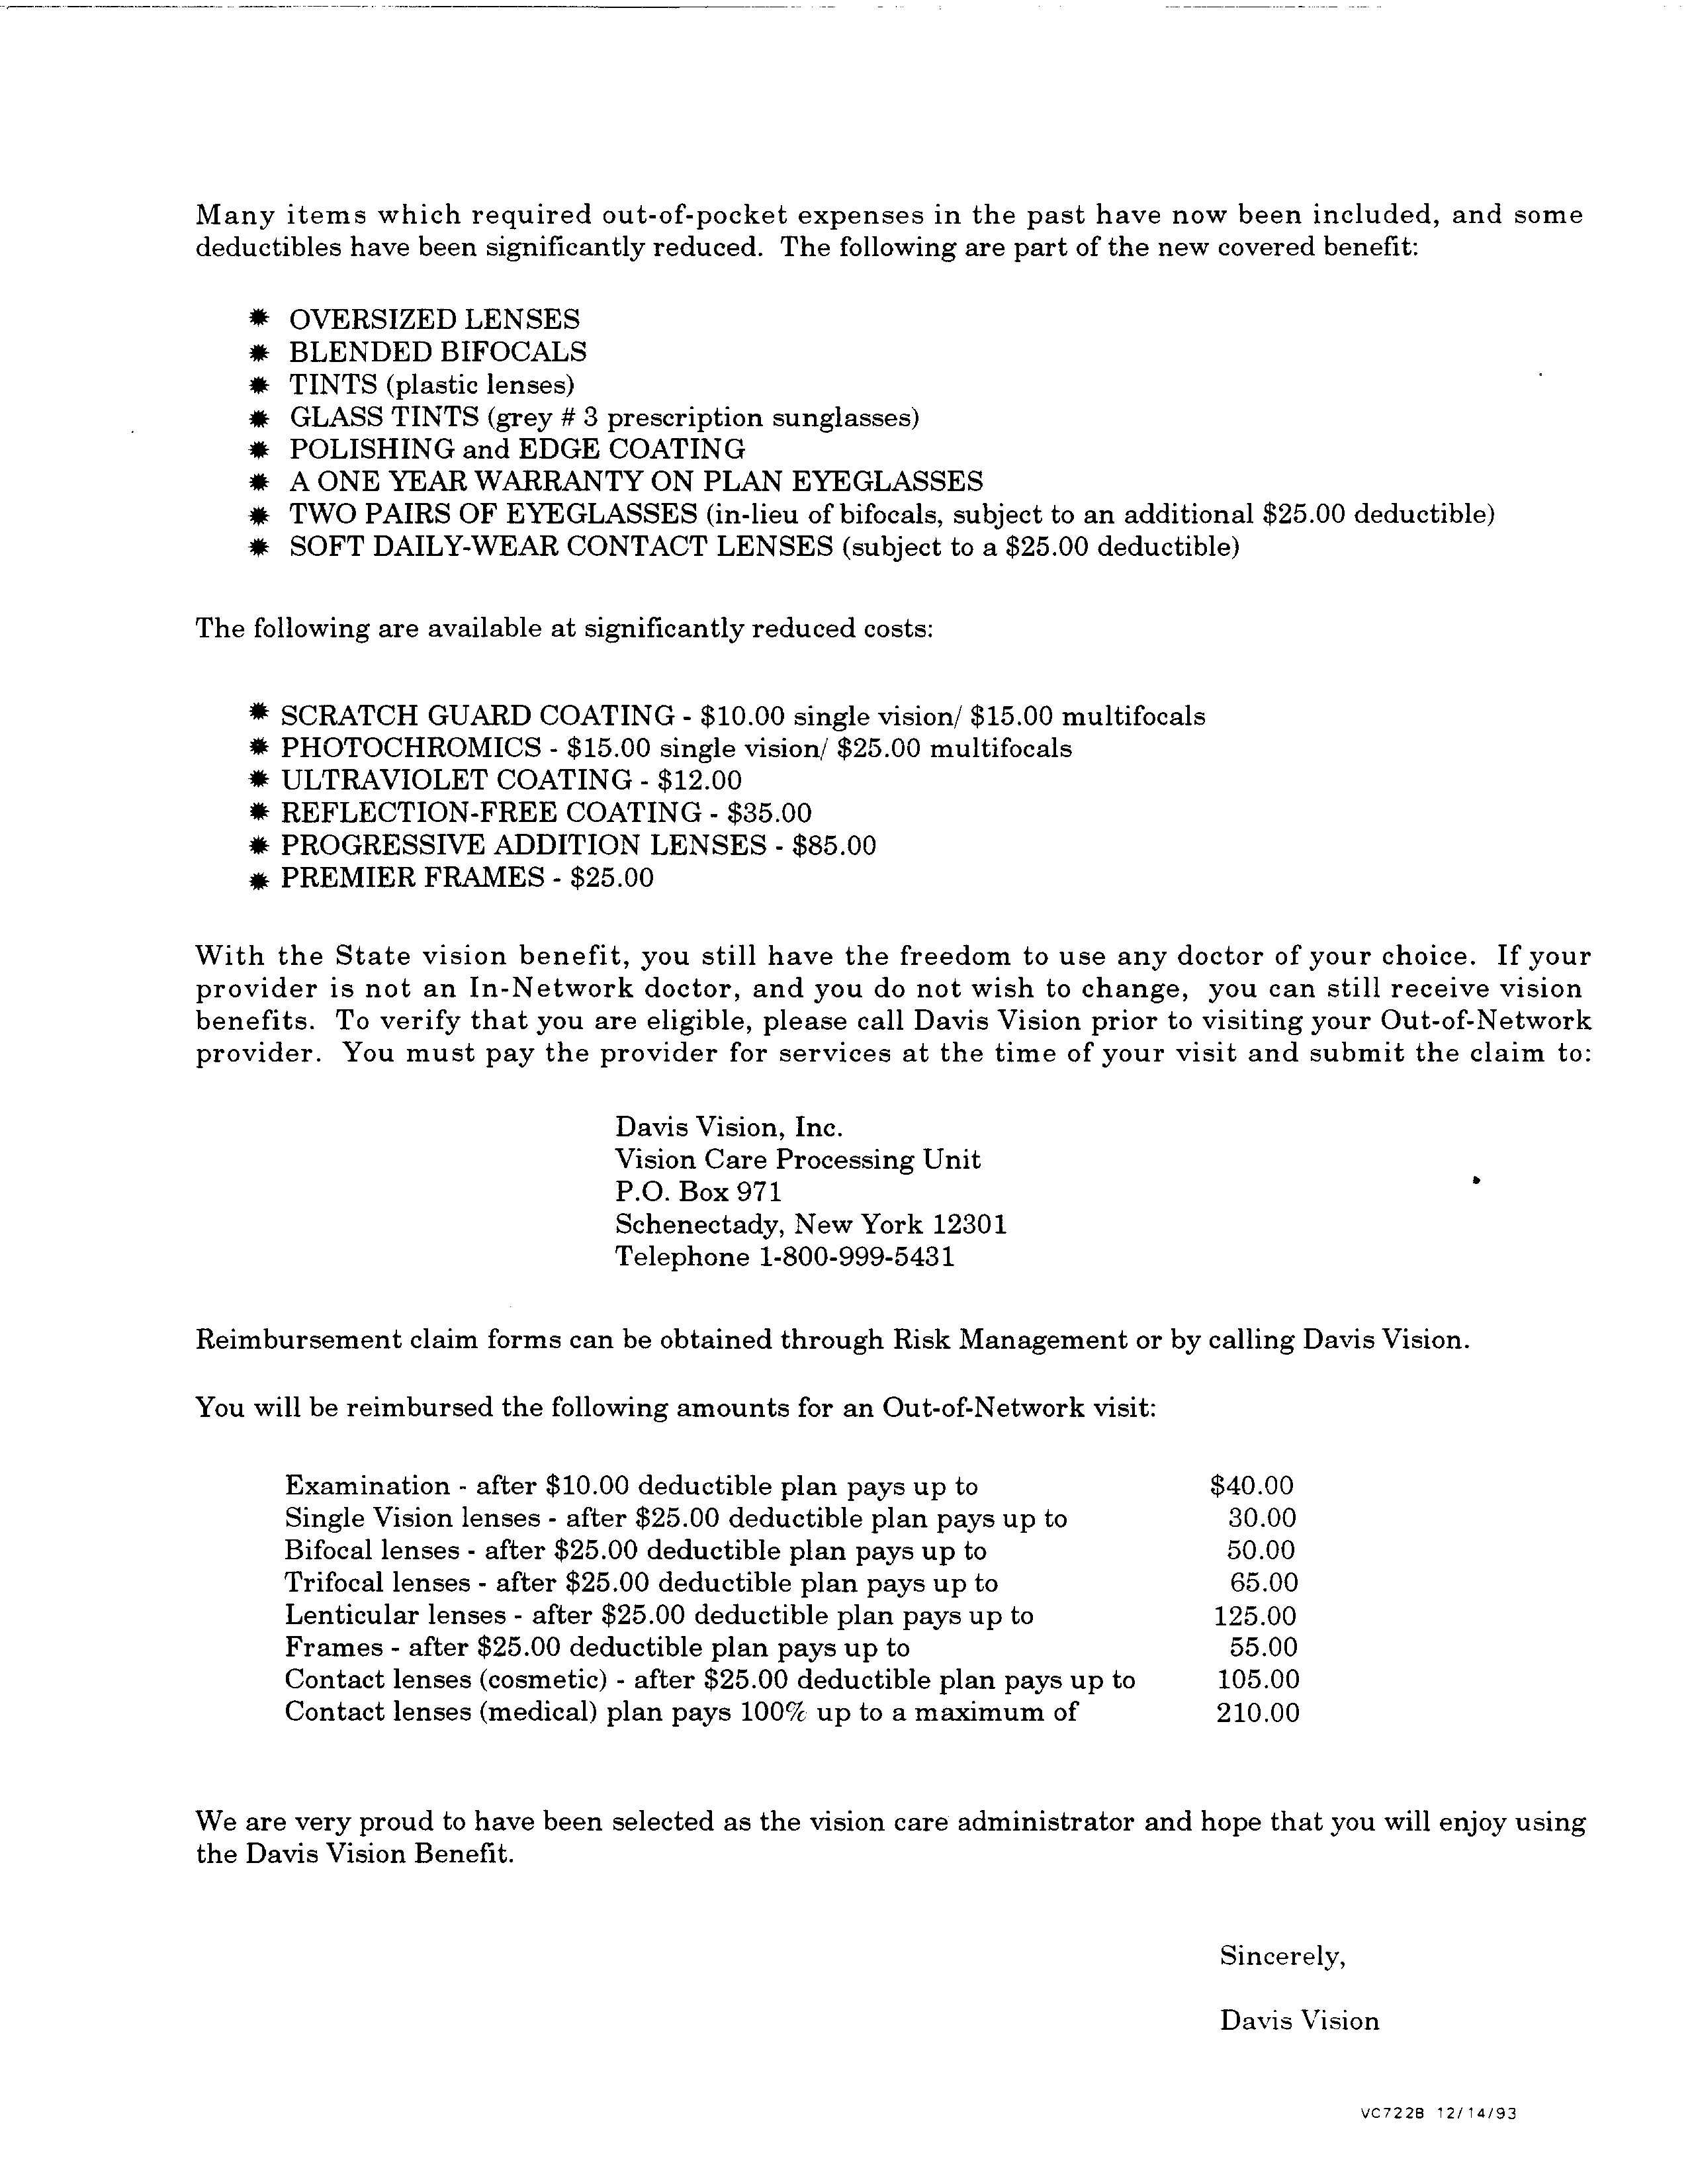 Many items which required out-of-pocket expenses in the past have now been included, and some
deductibles have been significantly reduced. The following are part of the new covered benefit:
* OVERSIZED LENSES
* BLENDED BIFOCALS
* TINTS (plastic lenses)
* GLASS TINTS (grey # 3 prescription sunglasses)
* POLISHING and EDGE COATING
* A ONE YEAR WARRANTY ON PLAN EYEGLASSES
* TWO PAIRS OF EYEGLASSES (in-lieu of bifocals, subject to an additional $25.00 deductible)
* SOFT DAILY-WEAR CONTACT LENSES (subject to a $25.00 deductible)
The following are available at significantly reduced costs:
* SCRATCH GUARD COATING - $10.00 single vision/ $15.00 multifocals
* PHOTOCHROMICS - $15.00 single vision/ $25.00 multifocals
* ULTRAVIOLET COATING - $12.00
* REFLECTION-FREE COATING - $35.00
* PROGRESSIVE ADDITION LENSES - $85.00
* PREMIER FRAMES - $25.00
With the State vision benefit, you still have the freedom to use any doctor of your choice. If your
provider is not an In-Network doctor, and you do not wish to change, you can still receive vision
benefits. To verify that you are eligible, please call Davis Vision prior to visiting your Out-of-Network
provider. You must pay the provider for services at the time of your visit and submit the claim to:
Davis Vision, Inc.
Vision Care Processing Unit
P.O. Box 971
Schenectady, New York 12301
Telephone 1-800-999-5431
Reimbursement claim forms can be obtained through Risk Management or by calling Davis Vision.
You will be reimbursed the following amounts for an Out-of-Network visit:
Examination - after $10.00 deductible plan pays up to $40.00
Single Vision lenses - after $25.00 deductible plan pays up to 30.00
Bifocal lenses - after $25.00 deductible plan pays up to 50.00
Trifocal lenses - after $25.00 deductible plan pays up to 65.00
Lenticular lenses - after $25.00 deductible plan pays up to 125.00
Frames - after $25.00 deductible plan pays up to 55.00
Contact lenses (cosmetic) - after $25.00 deductible plan pays up to 105.00
Contact lenses (medical) plan pays 100% up to a maximum of 210.00
We are very proud to have been selected as the vision care administrator and hope that you will enjoy using
the Davis Vision Benefit.
Sincerely,
Davis Vision
VC722B 12/14/93